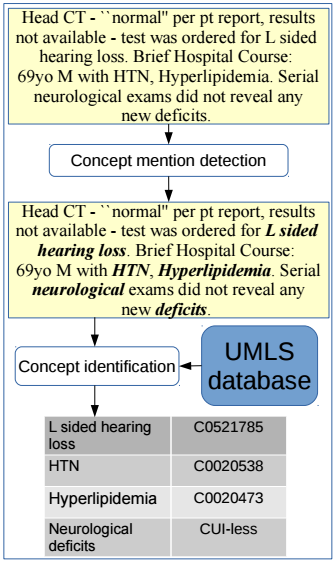 Head CT - ``normal'' per pt report, results
not available - test was ordered for L sided
hearing loss. Brief Hospital Course:
69yo M with HTN, Hyperlipidemia. Serial
neurological exams did not reveal any
new deficits.
Concept mention detection
Head CT - ``normal'' per pt report, results
not available - test was ordered for L sided
hearing loss. Brief Hospital Course:
69yo M with HTN, Hyperlipidemia. Serial
neurological exams did not reveal any
new deficits.
Concept identification
UMLS
database
L sided hearing C0521785
loss
HTN C0020538
Hyperlipidemia C0020473
Neurological CUI-less
deficits